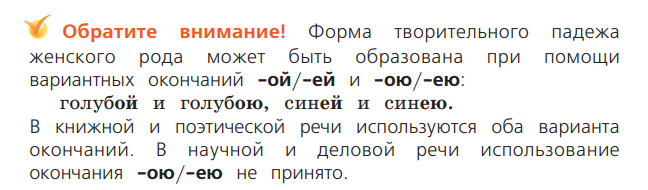 Обратите внимание! Форма творительного падежа
женского рода может быть образована при помощи
вариантных окончаний -ой/-ей и -ою/-ею:
голубой и голубою, синей и синею.
В книжной и поэтической речи используются оба варианта
окончаний. В научной и деловой речи использование
окончания -ою/-ею не принято.